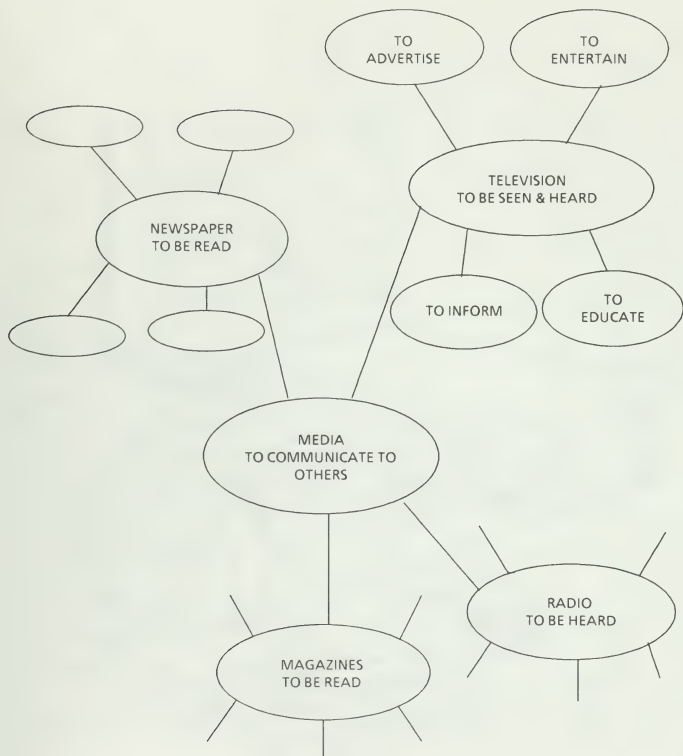 TO
ADVERTISE
TO
ENTERTAIN
TELEVISION
TO BE SEEN & HEARD
NEWSPAPER
TO BE READ
TO INFORM
TO
EDUCATE
MEDIA
TO COMMUNICATE TO
OTHERS
RADIO
TO BE HEARD
MAGAZINES
TO BE READ